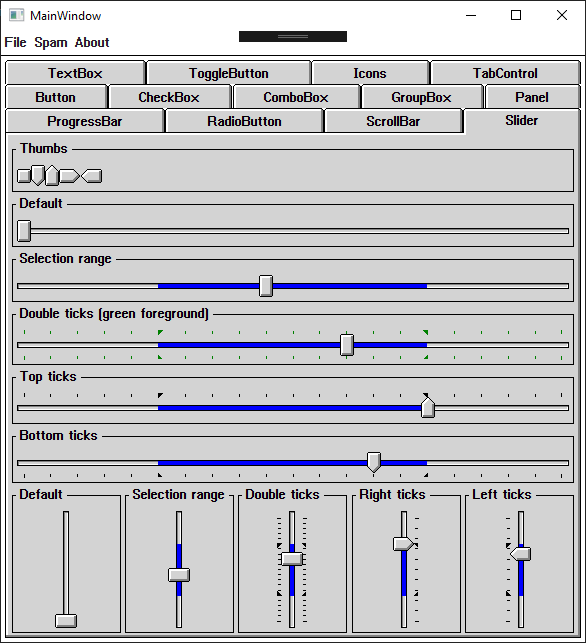 MainWindow
File Spam About
TextBox ToggleButton Icons TabControl
Button CheckBox ComboBox GroupBox Panel
ProgressBar RadioButton ScrollBar Slider
Thumbs
Default
Selection range
Double ticks (green foreground)
Top ticks
Bottom ticks
Default Selection range Double ticks Right ticks Left ticks